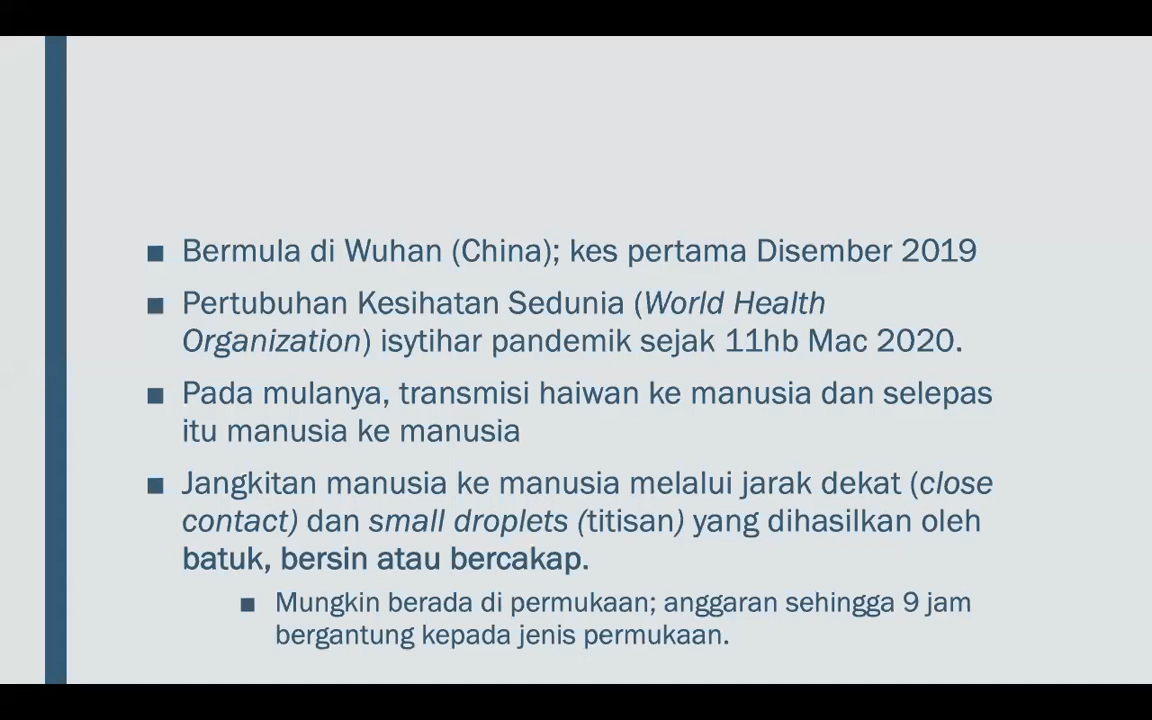 ■ Bermula di Wuhan (China); kes pertama Disember 2019
■ Pertubuhan Kesihatan Sedunia (World Health
Organization) isytihar pandemik sejak 11hb Mac 2020.
■ Pada mulanya, transmisi haiwan ke manusia dan selepas
itu manusia ke manusia
■ Jangkitan manusia ke manusia melalui jarak dekat (close
contact) dan small droplets (titisan) yang dihasilkan oleh
batuk, bersin atau bercakap.
■ Mungkin berada di permukaan; anggaran sehingga 9 jam
bergantung kepada jenis permukaan.